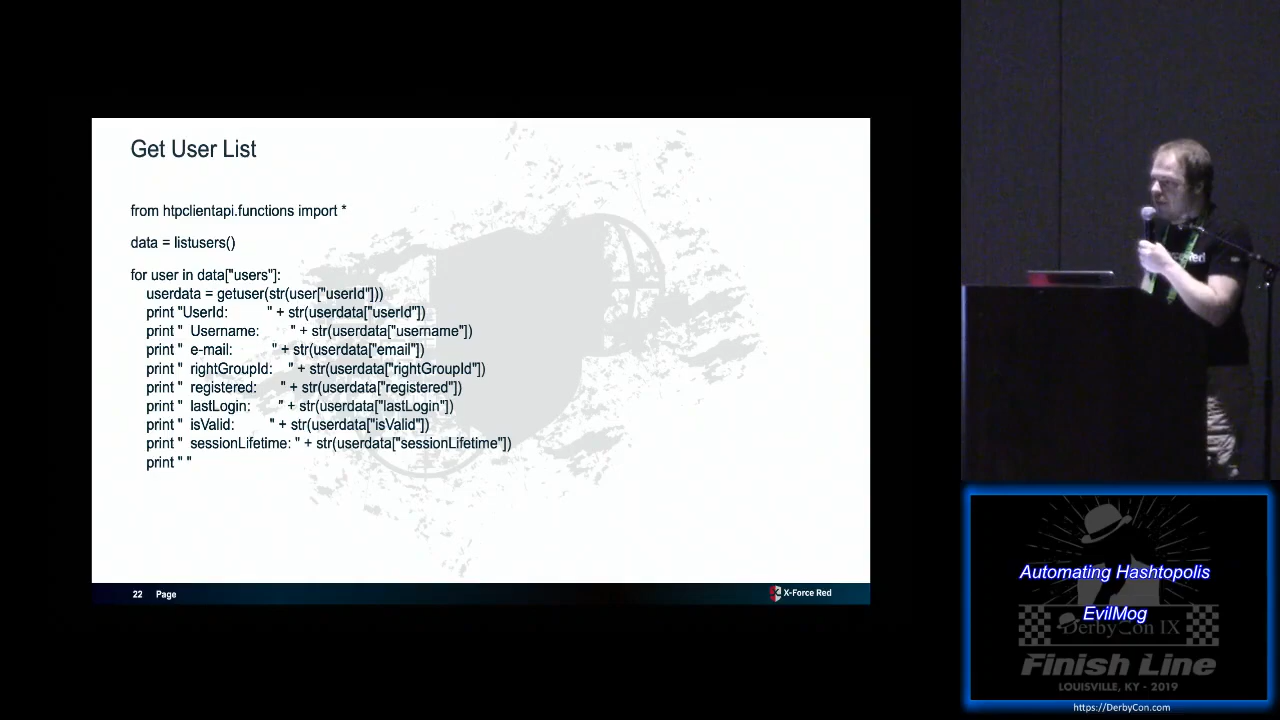 Get User List
from htpclientapi.functions import *
data = listusers()
for user in data["users"]:
userdata = getuser(str(user["userId"]))
print "UserId:          " + str(userdata["userId"])
print "  Username:        " + str(userdata["username"])
print "  e-mail:          " + str(userdata["email"])
print "  rightGroupId:    " + str(userdata["rightGroupId"])
print "  registered:      " + str(userdata["registered"])
print "  lastLogin:       " + str(userdata["lastLogin"])
print "  isValid:         " + str(userdata["isValid"])
print "  sessionLifetime: " + str(userdata["sessionLifetime"])
print " "
22 Page
X-Force Red
Automating Hashtopolis
EvilMog
DerbyCon IX
Finish Line
LOUISVILLE, KY - 2019
https://DerbyCon.com